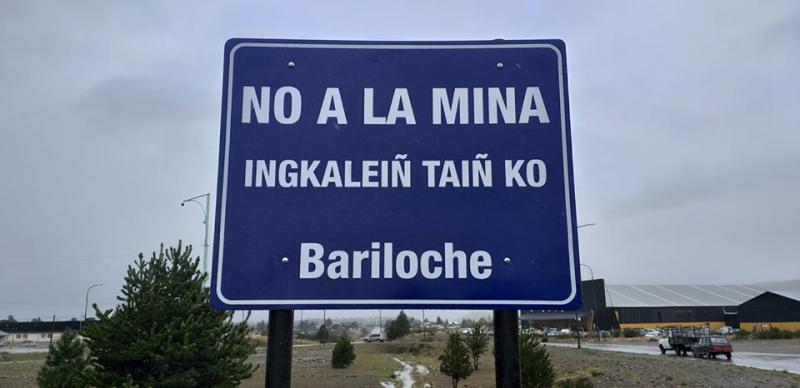 NO A LA MINA
INGKALEIÑ TAIÑ KO
Bariloche